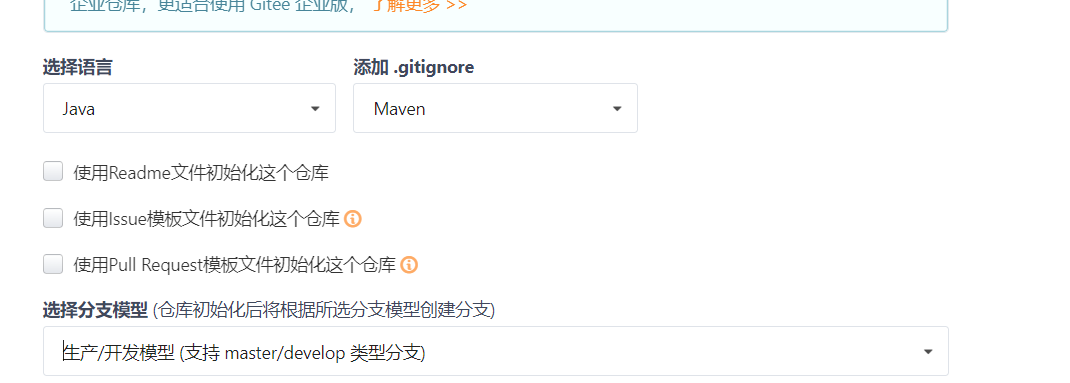 企业仓库，更适合使用 Gitee 企业版， 了解更多 >>
选择语言 添加 .gitignore
Java Maven
使用Readme文件初始化这个仓库
使用Issue模板文件初始化这个仓库
使用Pull Request模板文件初始化这个仓库
选择分支模型 (仓库初始化后将根据所选分支模型创建分支)
生产/开发模型 (支持 master/develop 类型分支)